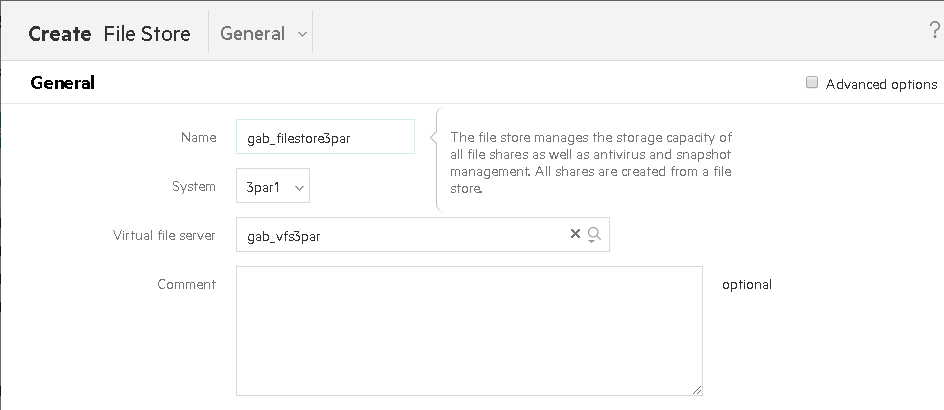 Create File Store General ?
General Advanced options
Name gab_filestore3par
The file store manages the storage capacity of
all file shares as well as antivirus and snapshot
management. All shares are created from a file
store.
System 3par1
Virtual file server gab_vfs3par
Comment optional